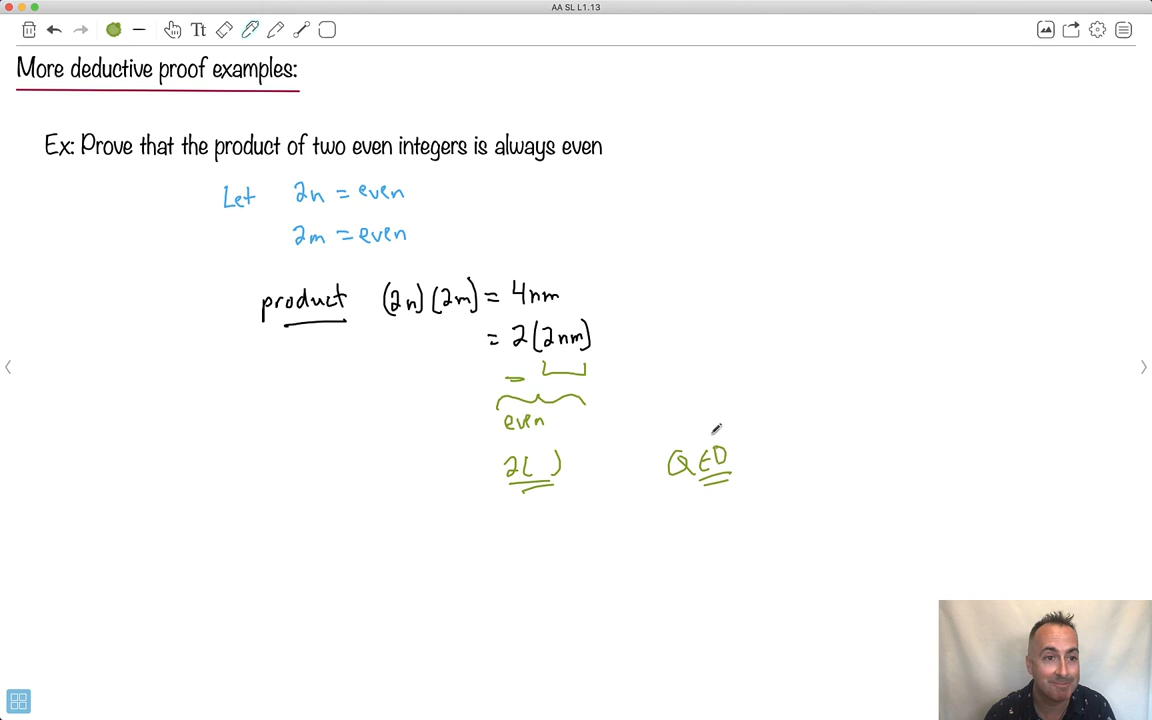 AA SL L1.13
Tt
More deductive proof examples:
Ex: Prove that the product of two even integers is always even
Let 2n = even
2m = even
product (2n)(2m) = 4nm
= 2(2nm)
even
2( ) QED